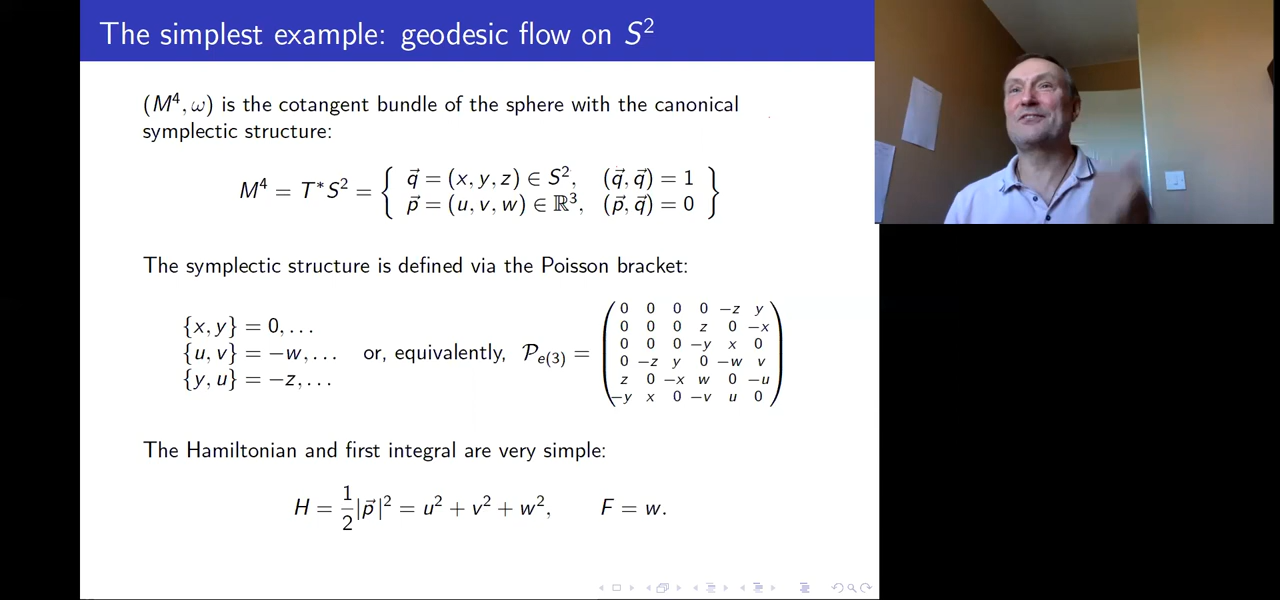 The simplest example: geodesic flow on S²
(M⁴, ω) is the cotangent bundle of the sphere with the canonical
symplectic structure:
M⁴ = T*S² = { q⃗ = (x, y, z) ∈ S², (q⃗, q⃗) = 1
p⃗ = (u, v, w) ∈ ℝ³, (p⃗, q⃗) = 0 }
The symplectic structure is defined via the Poisson bracket:
{x, y} = 0, …
{u, v} = −w, … or, equivalently, 𝒫e(3) =
{y, u} = −z, …
0 0 0 0 −z y
0 0 0 z 0 −x
0 0 0 −y x 0
0 −z y 0 −w v
z 0 −x w 0 −u
−y x 0 −v u 0
The Hamiltonian and first integral are very simple:
H = 1/2|p⃗|² = u² + v² + w², F = w.